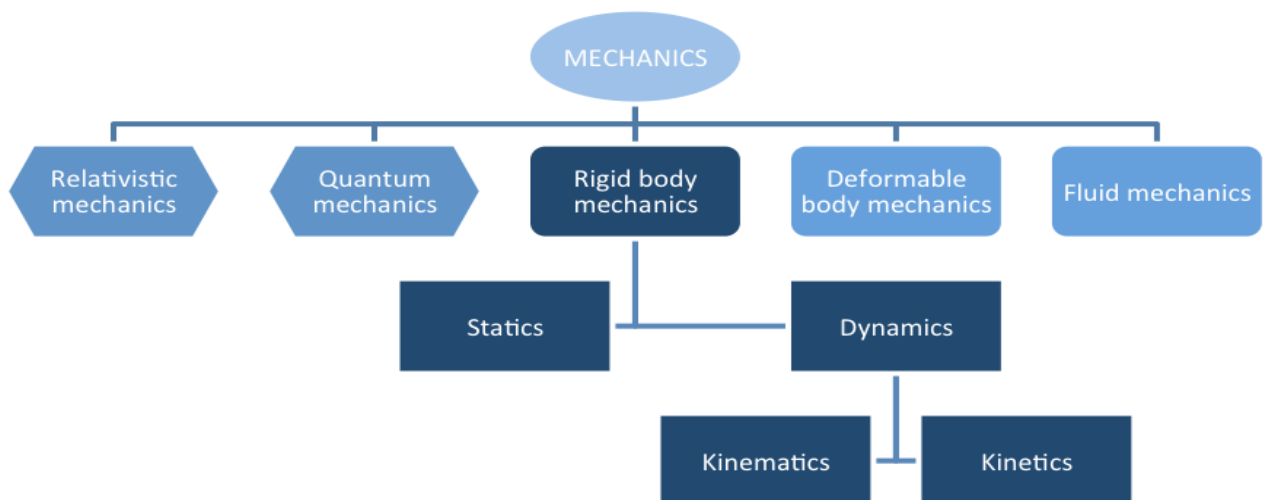 MECHANICS
Relativistic
mechanics
Quantum
mechanics
Rigid body
mechanics
Deformable
body mechanics
Fluid mechanics
Statics
Dynamics
Kinematics
Kinetics